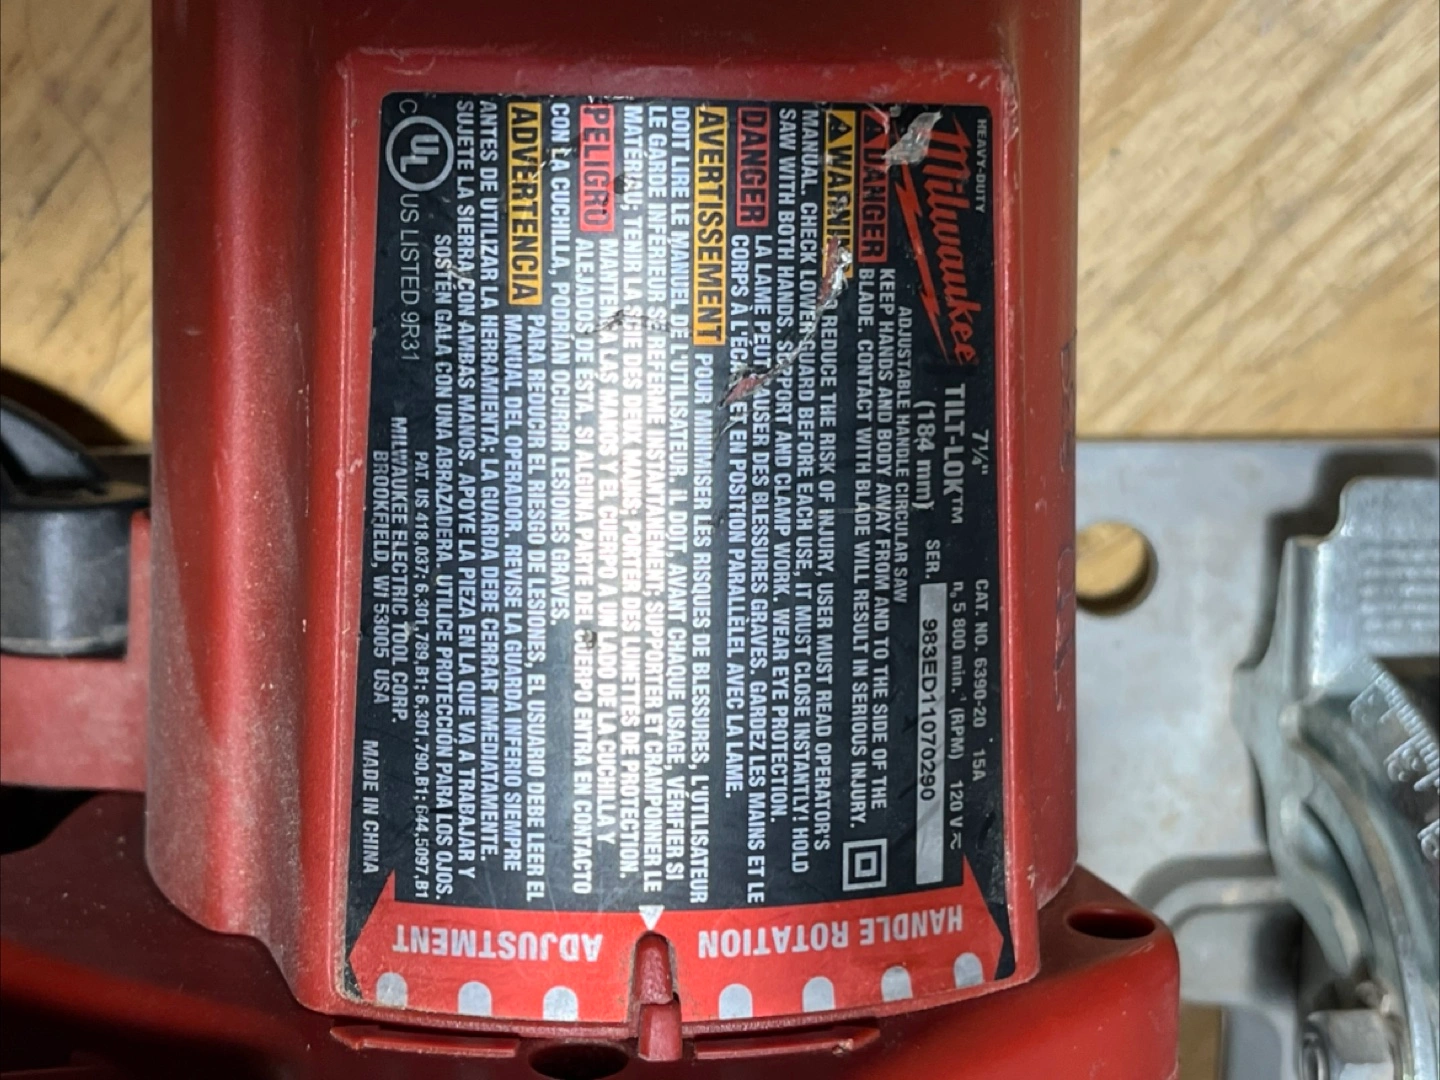 HEAVY-DUTY
Milwaukee
7¼"
TILT-LOK™
(184 mm)
ADJUSTABLE HANDLE CIRCULAR SAW
CAT. NO. 6390-20 15A
n₀ 5 800 min.⁻¹ (RPM) 120 V
SER. 983ED11070290
DANGER KEEP HANDS AND BODY AWAY FROM AND TO THE SIDE OF THE
BLADE. CONTACT WITH BLADE WILL RESULT IN SERIOUS INJURY.
REDUCE THE RISK OF INJURY, USER MUST READ OPERATOR'S
MANUAL. CHECK LOWER GUARD BEFORE EACH USE, IT MUST CLOSE INSTANTLY! HOLD
SAW WITH BOTH HANDS. SUPPORT AND CLAMP WORK. WEAR EYE PROTECTION.
DANGER LA LAME PEUT CAUSER DES BLESSURES GRAVES. GARDEZ LES MAINS ET LE
CORPS À L'ÉCART ET EN POSITION PARALLÈLE AVEC LA LAME.
AVERTISSEMENT POUR MINIMISER LES RISQUES DE BLESSURES, L'UTILISATEUR
DOIT LIRE LE MANUEL DE L'UTILISATEUR. IL DOIT, AVANT CHAQUE USAGE, VÉRIFIER SI
LE GARDE INFERIEUR SE REFERME INSTANTANEMENT; SUPPORTER ET CRAMPONNER LE
MATERIAU; TENIR LA SCIE DES DEUX MAINS; PORTER DES LUNETTES DE PROTECTION.
PELIGRO MANTENGA LAS MANOS Y EL CUERPO A UN LADO DE LA CUCHILLA Y
ALEJADOS DE ÉSTA. SI ALGUNA PARTE DEL CUERPO ENTRA EN CONTACTO
CON LA CUCHILLA, PODRÍAN OCURRIR LESIONES GRAVES.
ADVERTENCIA PARA REDUCIR EL RIESGO DE LESIONES, EL USUARIO DEBE LEER EL
MANUAL DEL OPERADOR. REVISE LA GUARDA INFERIO SIEMPRE
ANTES DE UTILIZAR LA HERRAMIENTA; LA GUARDA DEBE CERRAR INMEDIATAMENTE.
SUJETE LA SIERRA CON AMBAS MANOS. APOYE LA PIEZA EN LA QUE VA A TRABAJAR Y
SOSTÉN GALA CON UNA ABRAZADERA. UTILICE PROTECCIÓN PARA LOS OJOS.
C UL US LISTED 9R31
PAT. US 418,037; 6,301,789,B1; 6,301,790,B1; 644,5097,B1
MILWAUKEE ELECTRIC TOOL CORP.
BROOKFIELD, WI 53005 USA
MADE IN CHINA
HANDLE ROTATION
ADJUSTMENT